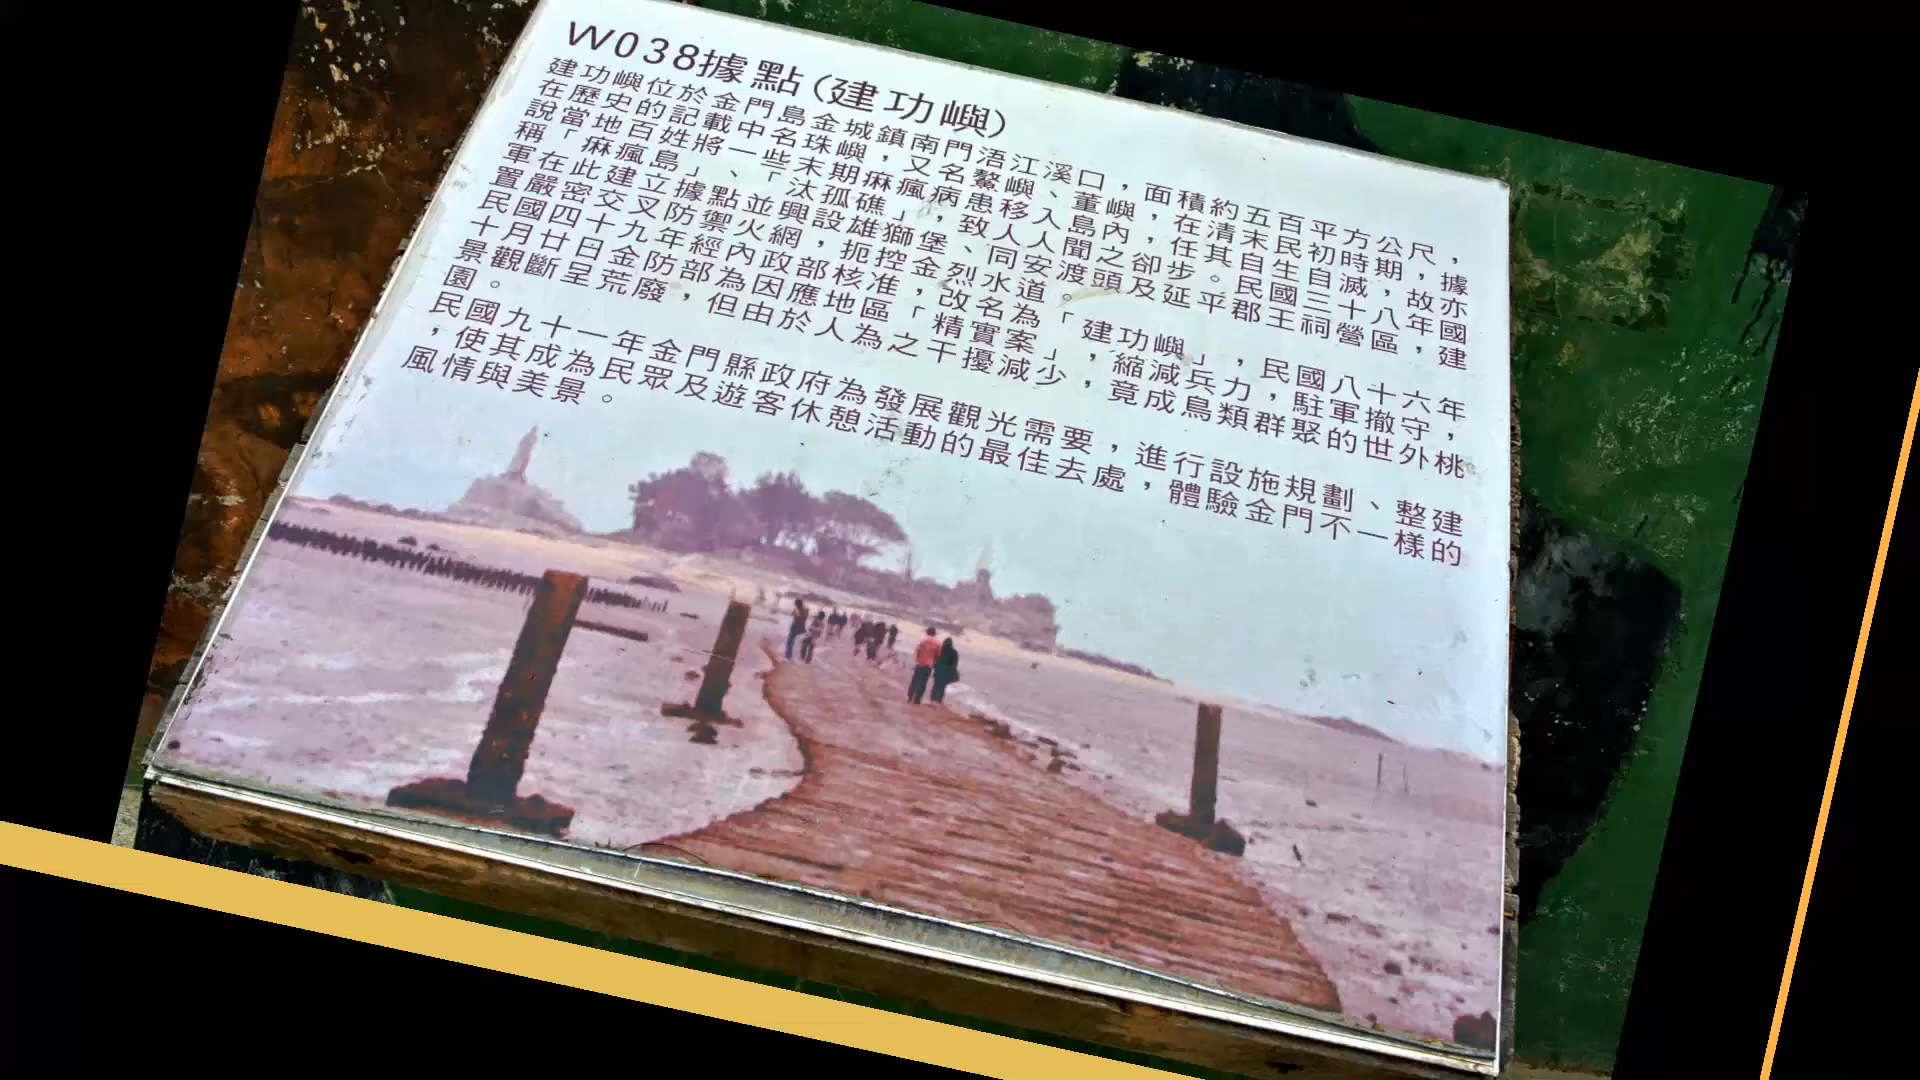 W038據點(建功嶼)
建功嶼位於金門島金城鎮南門浯江溪口，面積約五百平方公尺，
在歷史的記載中名珠嶼，又名鰲嶼、董嶼，在清末民初時期，據
說當地百姓將一些末期麻瘋病患移入島內，任其自生自滅，故亦
稱「麻瘋島」、「汰孤礁」，致人人聞之卻步。自民國三十八年國
軍在此建立據點並興設雄獅堡、同安渡頭及延平郡王祠營區，建
置嚴密交叉防禦火網，扼控金、烈水道。
民國四十九年經內政部核准，改名為「建功嶼」，民國八十六年
十月廿日金防部為因應地區「精實案」，縮減兵力，駐軍撤守，
景觀斷呈荒廢，但由於人為之干擾減少，竟成鳥類群聚的世外桃
園。
民國九十一年金門縣政府為發展觀光需要，進行設施規劃、整建
，使其成為民眾及遊客休憩活動的最佳去處，體驗金門不一樣的
風情與美景。